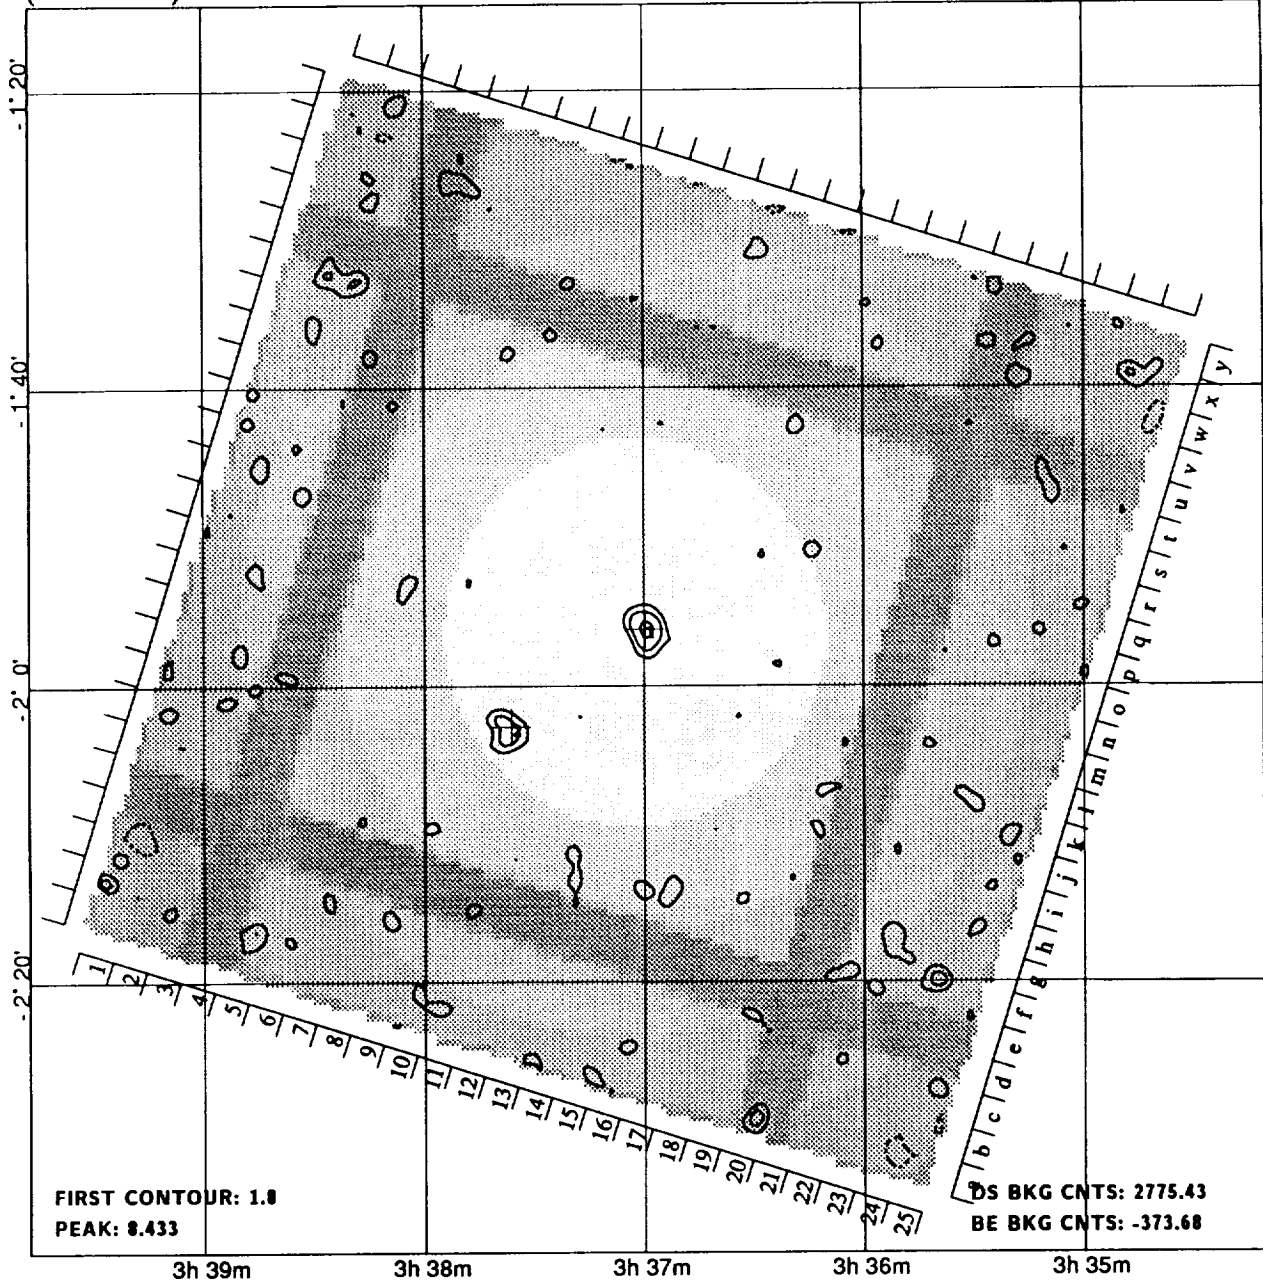 -1° 20'
-1° 40'
-2° 0'
-2° 20'
1 2 3 4 5 6 7 8 9 10 11 12 13 14 15 16 17 18 19 20 21 22 23 24 25
a b c d e f g h i j k l m n o p q r s t u v w x y
FIRST CONTOUR: 1.8
PEAK: 8.433
DS BKG CNTS: 2775.43
BE BKG CNTS: -373.68
3h 39m 3h 38m 3h 37m 3h 36m 3h 35m